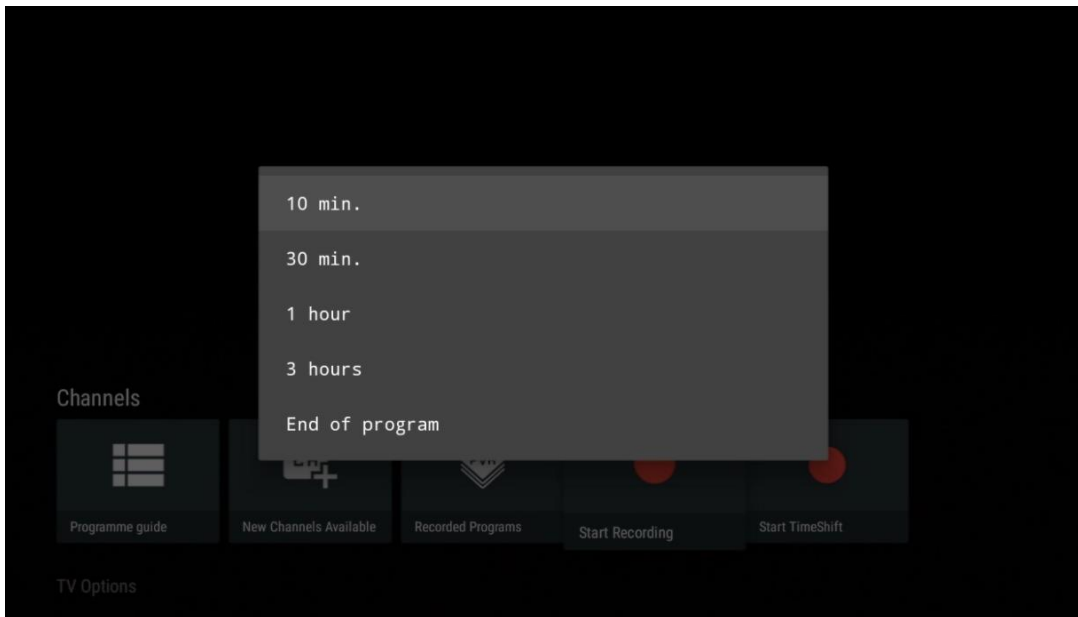 10 min.
30 min.
1 hour
3 hours
End of program
Channels
Programme guide
New Channels Available
Recorded Programs
Start Recording
Start TimeShift
TV Options